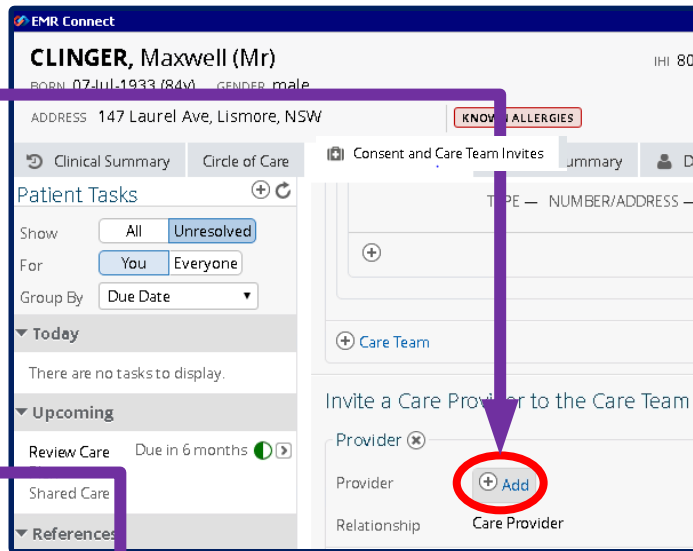 EMR Connect
CLINGER, Maxwell (Mr)
IHI 80
BORN 07-Jul-1933 (84y) GENDER male
ADDRESS 147 Laurel Ave, Lismore, NSW
KNOWN ALLERGIES
Clinical Summary Circle of Care Consent and Care Team Invites ummary D
Patient Tasks
Show All Unresolved
For You Everyone
Group By Due Date
Today
There are no tasks to display.
Upcoming
Review Care Due in 6 months
Shared Care
References
TYPE — NUMBER/ADDRESS —
Care Team
Invite a Care Provider to the Care Team
Provider
Provider Add
Relationship Care Provider